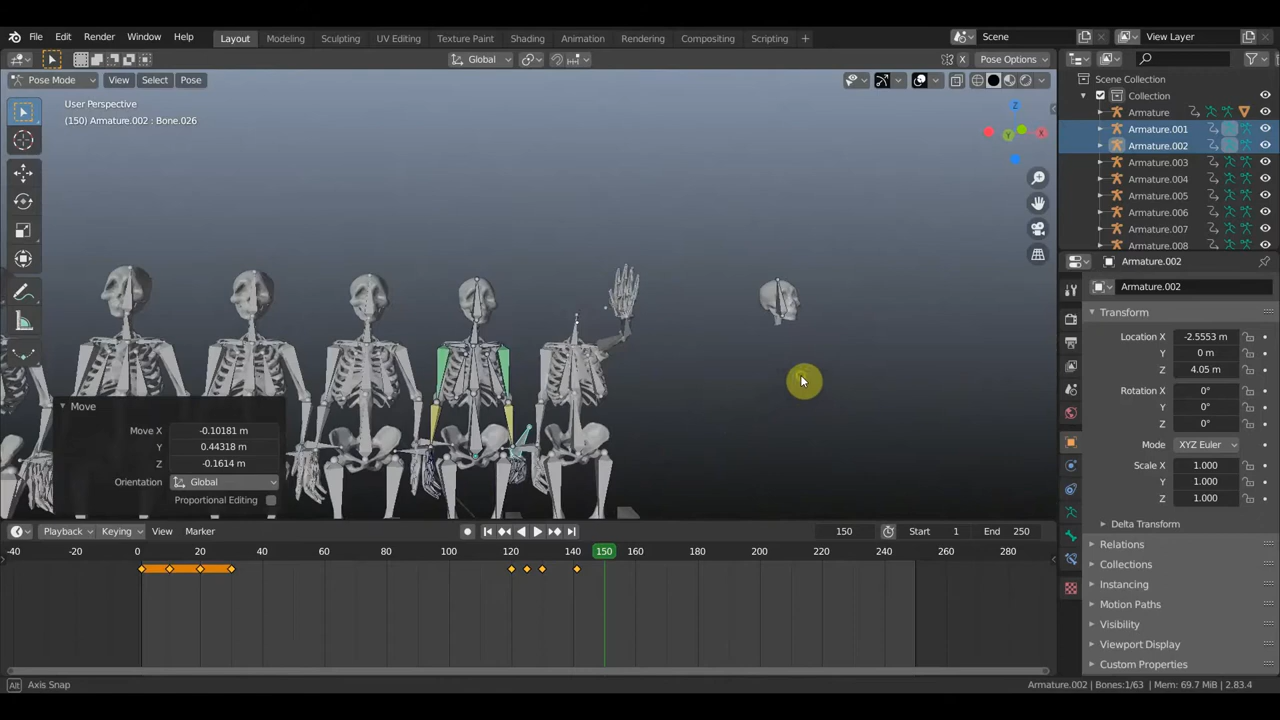 File Edit Render Window Help Layout Modeling Sculpting UV Editing Texture Paint Shading Animation Rendering Compositing Scripting + Scene View Layer
Global Pose Options
Pose Mode View Select Pose
User Perspective
(150) Armature.002 : Bone.026
Z
Y
X
X
Scene Collection
Collection
Armature
Armature.001
Armature.002
Armature.003
Armature.004
Armature.005
Armature.006
Armature.007
Armature.008
Armature.002
Armature.002
Transform
Location X -2.5553 m
Y 0 m
Z 4.05 m
Rotation X 0°
Y 0°
Z 0°
Mode XYZ Euler
Scale X 1.000
Y 1.000
Z 1.000
Delta Transform
Relations
Collections
Instancing
Motion Paths
Visibility
Viewport Display
Custom Properties
Move
Move X -0.10181 m
Y 0.44318 m
Z -0.1614 m
Orientation Global
Proportional Editing
Playback Keying View Marker 150 Start 1 End 250
-40 -20 0 20 40 60 80 100 120 140 150 180 200 220 240 260 280
Alt Axis Snap
Armature.002 | Bones:1/63 | Mem: 69.7 MiB | 2.83.4